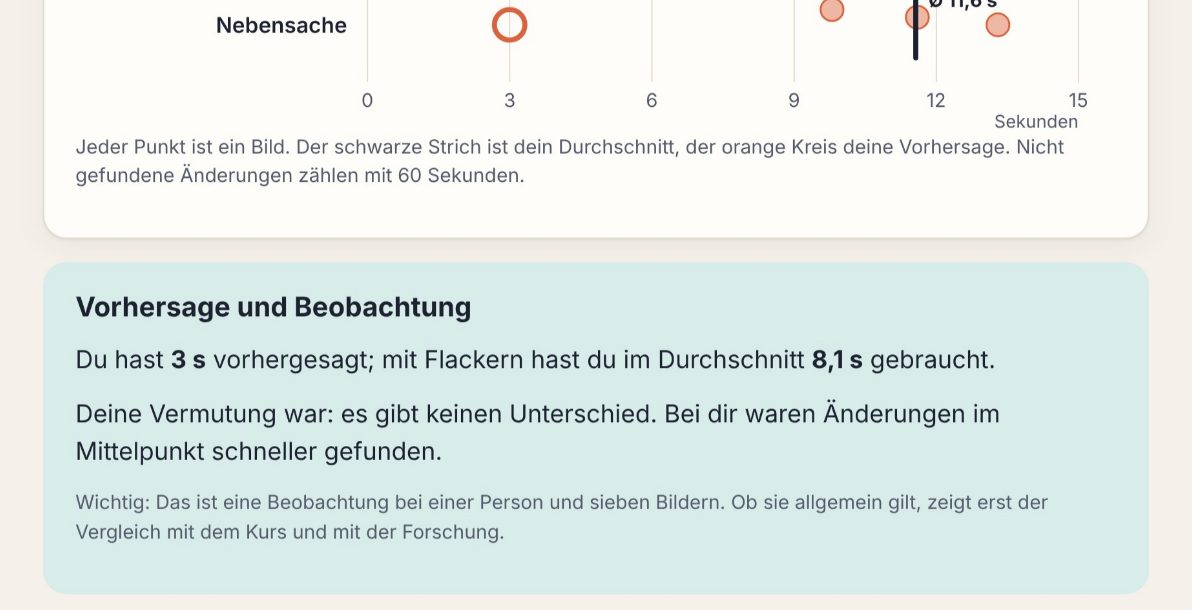 Ø 11,6 s
Nebensache
0 3 6 9 12 15
Sekunden
Jeder Punkt ist ein Bild. Der schwarze Strich ist dein Durchschnitt, der orange Kreis deine Vorhersage. Nicht
gefundene Änderungen zählen mit 60 Sekunden.
Vorhersage und Beobachtung
Du hast 3 s vorhergesagt; mit Flackern hast du im Durchschnitt 8,1 s gebraucht.
Deine Vermutung war: es gibt keinen Unterschied. Bei dir waren Änderungen im
Mittelpunkt schneller gefunden.
Wichtig: Das ist eine Beobachtung bei einer Person und sieben Bildern. Ob sie allgemein gilt, zeigt erst der
Vergleich mit dem Kurs und mit der Forschung.